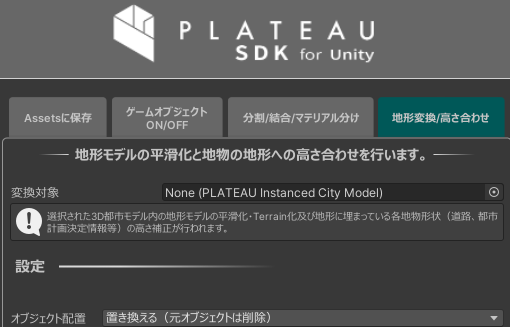 PLATEAU
SDK for Unity
Assetsに保存
ゲームオブジェクト
ON/OFF
分割/結合/マテリアル分け
地形変換/高さ合わせ
地形モデルの平滑化と地物の地形への高さ合わせを行います。
変換対象
None (PLATEAU Instanced City Model)
選択された3D都市モデル内の地形モデルの平滑化・Terrain化及び地形に埋まっている各地物形状（道路、都市
計画決定情報等）の高さ補正が行われます。
設定
オブジェクト配置
置き換える（元オブジェクトは削除）